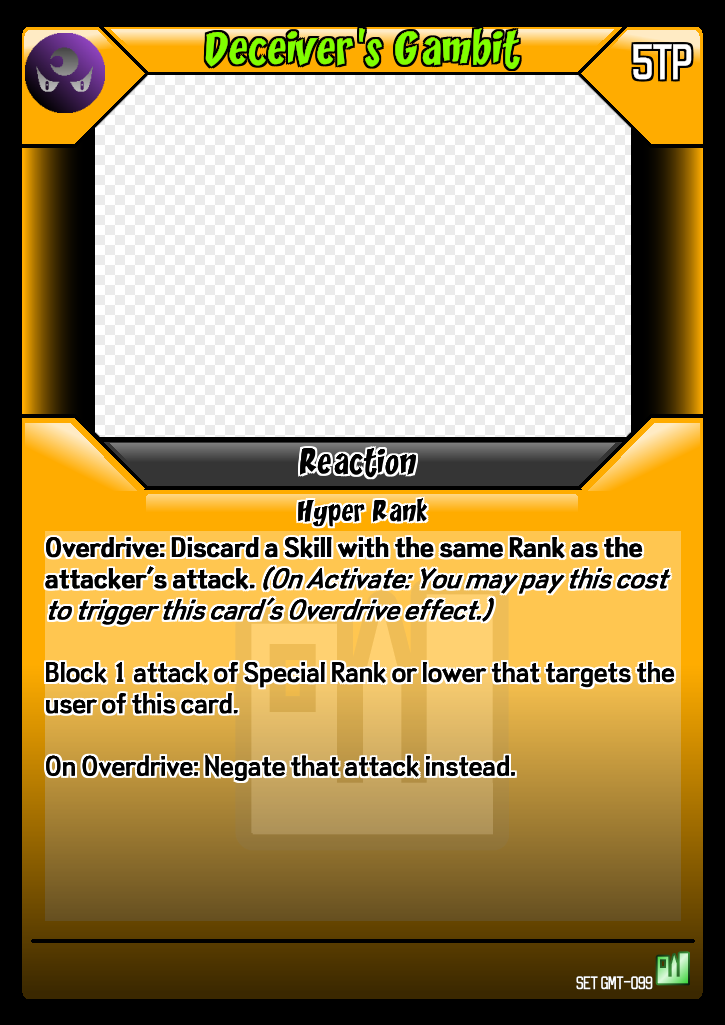 Deceiver's Gambit
5TP
Reaction
Hyper Rank
Overdrive: Discard a Skill with the same Rank as the
attacker's attack. (On Activate: You may pay this cost
to trigger this card's Overdrive effect.)
Block 1 attack of Special Rank or lower that targets the
user of this card.
On Overdrive: Negate that attack instead.
SET GMT-099